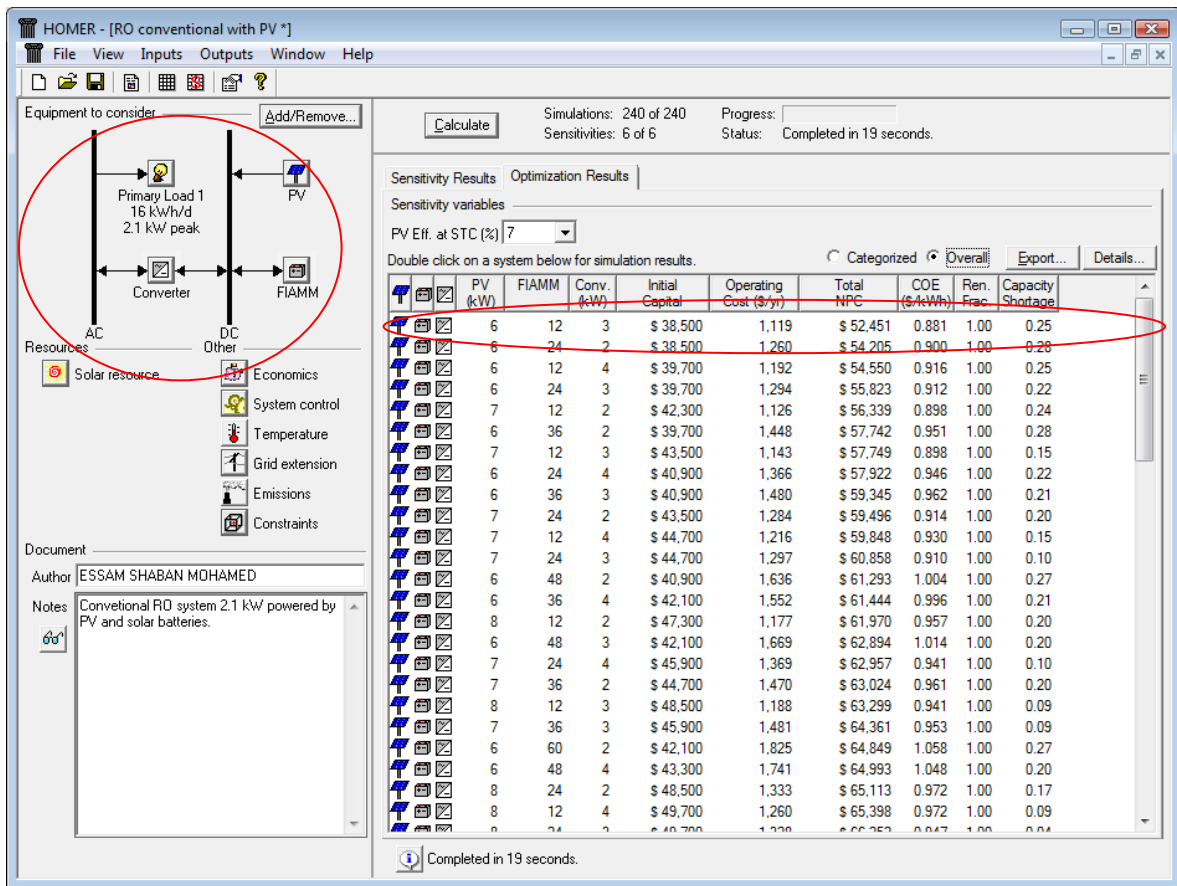 HOMER - [RO conventional with PV *]
File View Inputs Outputs Window Help
Equipment to consider Add/Remove...
Primary Load 1
16 kWh/d
2.1 kW peak
PV
Converter
FIAMM
AC DC
Resources Other
Solar resource Economics
System control
Temperature
Grid extension
Emissions
Constraints
Document
Author ESSAM SHABAN MOHAMED
Notes Convetional RO system 2.1 kW powered by
PV and solar batteries.
Calculate
Simulations: 240 of 240 Progress:
Sensitivities: 6 of 6 Status: Completed in 19 seconds.
Sensitivity Results Optimization Results
Sensitivity variables
PV Eff. at STC (%) 7
Double click on a system below for simulation results. Categorized Overall Export... Details...
PV FIAMM Conv. Initial Operating Total COE Ren. Capacity
(kW) (kW) Capital Cost ($/yr) NPC ($/kWh) Frac. Shortage
6 12 3 $ 38,500 1,119 $ 52,451 0.881 1.00 0.25
6 24 2 $ 38,500 1,260 $ 54,205 0.900 1.00 0.28
6 12 4 $ 39,700 1,192 $ 54,550 0.916 1.00 0.25
6 24 3 $ 39,700 1,294 $ 55,823 0.912 1.00 0.22
7 12 2 $ 42,300 1,126 $ 56,339 0.898 1.00 0.24
6 36 2 $ 39,700 1,448 $ 57,742 0.951 1.00 0.28
7 12 3 $ 43,500 1,143 $ 57,749 0.898 1.00 0.15
6 24 4 $ 40,900 1,366 $ 57,922 0.946 1.00 0.22
6 36 3 $ 40,900 1,480 $ 59,345 0.962 1.00 0.21
7 24 2 $ 43,500 1,284 $ 59,496 0.914 1.00 0.20
7 12 4 $ 44,700 1,216 $ 59,848 0.930 1.00 0.15
7 24 3 $ 44,700 1,297 $ 60,858 0.910 1.00 0.10
6 48 2 $ 40,900 1,636 $ 61,293 1.004 1.00 0.27
6 36 4 $ 42,100 1,552 $ 61,444 0.996 1.00 0.21
8 12 2 $ 47,300 1,177 $ 61,970 0.957 1.00 0.20
6 48 3 $ 42,100 1,669 $ 62,894 1.014 1.00 0.20
7 24 4 $ 45,900 1,369 $ 62,957 0.941 1.00 0.10
7 36 2 $ 44,700 1,470 $ 63,024 0.961 1.00 0.20
8 12 3 $ 48,500 1,188 $ 63,299 0.941 1.00 0.09
7 36 3 $ 45,900 1,481 $ 64,361 0.953 1.00 0.09
6 60 2 $ 42,100 1,825 $ 64,849 1.058 1.00 0.27
6 48 4 $ 43,300 1,741 $ 64,993 1.048 1.00 0.20
8 24 2 $ 48,500 1,333 $ 65,113 0.972 1.00 0.17
8 12 4 $ 49,700 1,260 $ 65,398 0.972 1.00 0.09
Completed in 19 seconds.